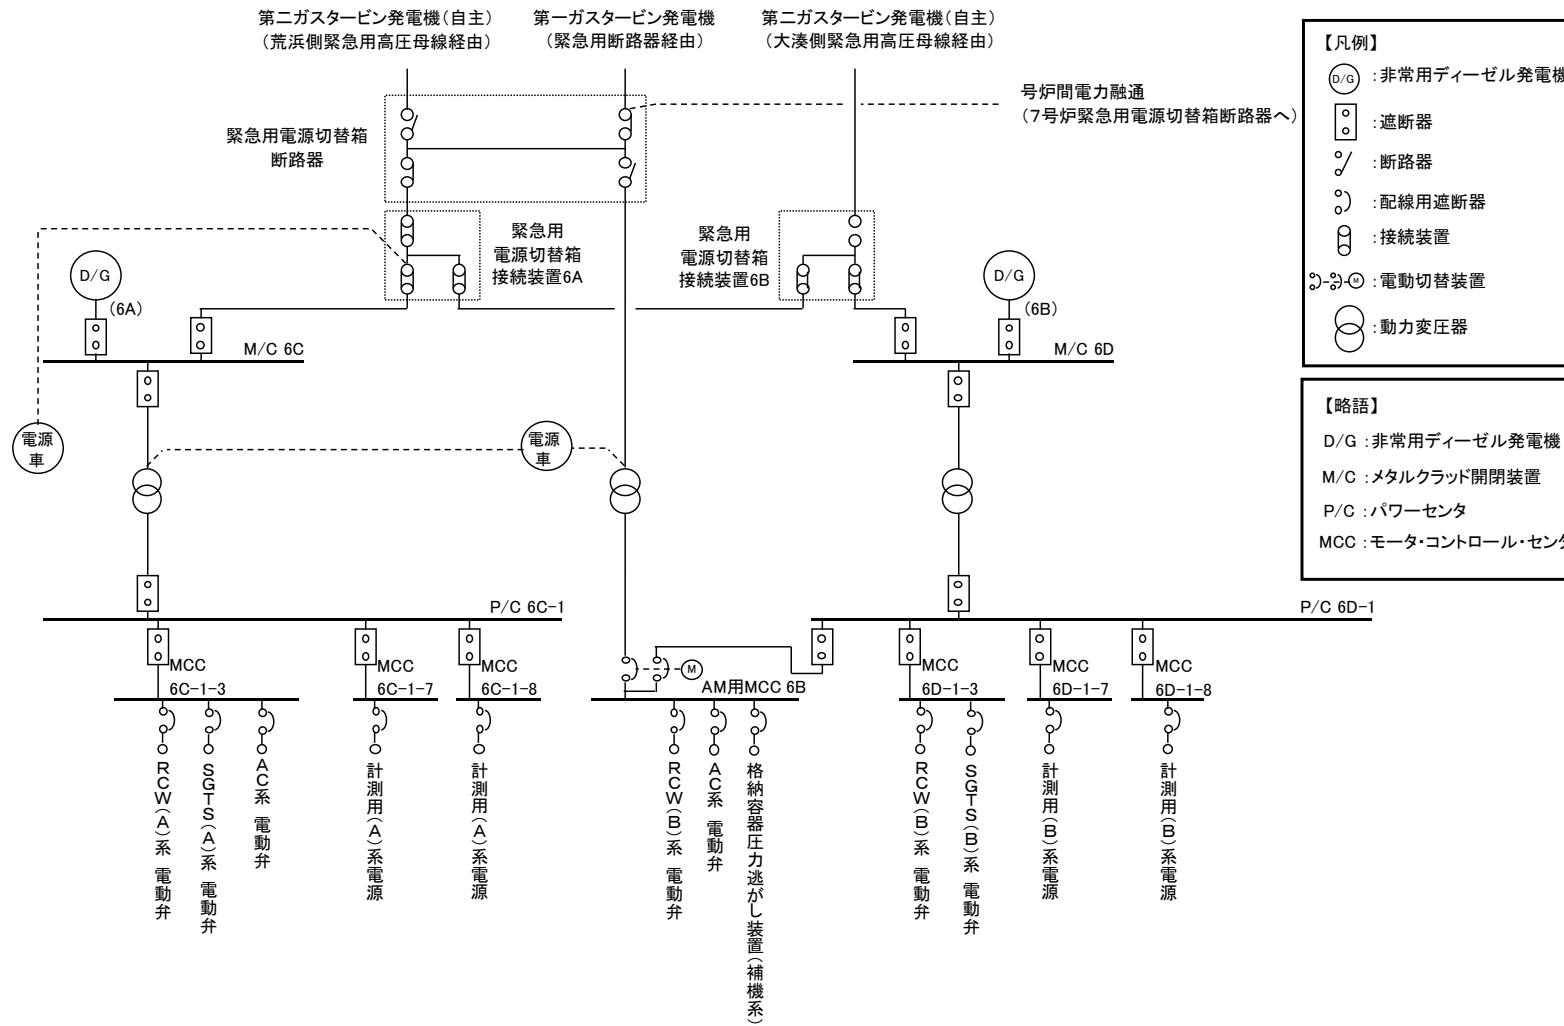 第二ガスタービン発電機(自主)
(荒浜側緊急用高圧母線経由)
第一ガスタービン発電機
(緊急用断路器経由)
第二ガスタービン発電機(自主)
(大湊側緊急用高圧母線経由)
号炉間電力融通
(7号炉緊急用電源切替箱断路器へ)
緊急用電源切替箱
断路器
緊急用
電源切替箱
接続装置6A
緊急用
電源切替箱
接続装置6B
D/G
(6A)
D/G
(6B)
M/C 6C
M/C 6D
電源
車
電源
車
P/C 6C-1
P/C 6D-1
MCC
6C-1-3
MCC
6C-1-7
MCC
6C-1-8
M
AM用MCC 6B
MCC
6D-1-3
MCC
6D-1-7
MCC
6D-1-8
RCW(A)系 電動弁
SGTS(A)系 電動弁
AC系 電動弁
計測用(A)系電源
計測用(A)系電源
RCW(B)系 電動弁
AC系 電動弁
格納容器圧力逃がし装置(補機系)
RCW(B)系 電動弁
SGTS(B)系 電動弁
計測用(B)系電源
計測用(B)系電源
【凡例】
D/G :非常用ディーゼル発電機
:遮断器
:断路器
:配線用遮断器
:接続装置
M :電動切替装置
:動力変圧器
【略語】
D/G :非常用ディーゼル発電機
M/C :メタルクラッド開閉装置
P/C :パワーセンタ
MCC :モータ・コントロール・センタ